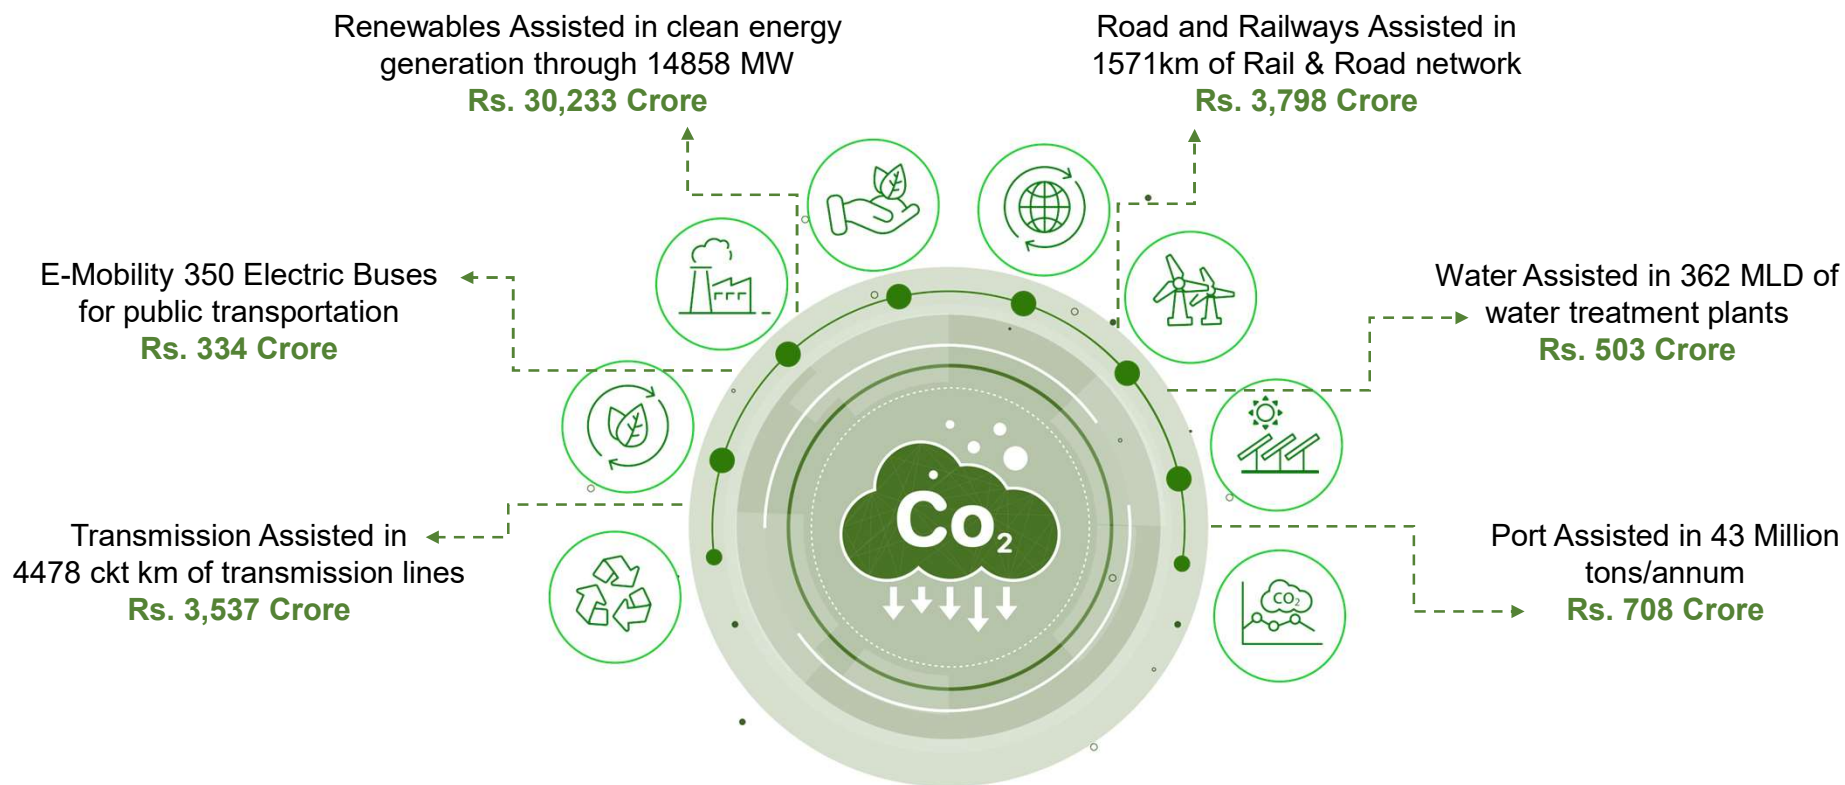 Renewables Assisted in clean energy
generation through 14858 MW
Rs. 30,233 Crore
Road and Railways Assisted in
1571km of Rail & Road network
Rs. 3,798 Crore
E-Mobility 350 Electric Buses
for public transportation
Rs. 334 Crore
Water Assisted in 362 MLD of
water treatment plants
Rs. 503 Crore
Transmission Assisted in
4478 ckt km of transmission lines
Rs. 3,537 Crore
Co₂
Port Assisted in 43 Million
tons/annum
Rs. 708 Crore
CO₂